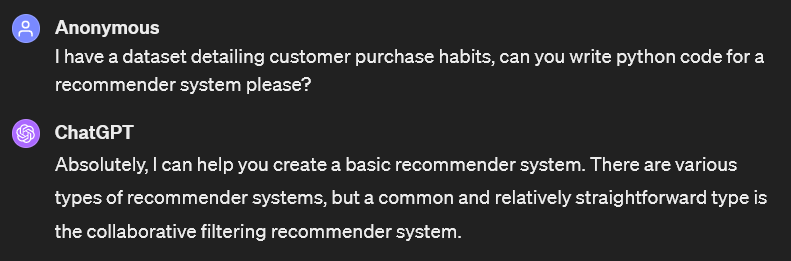 Anonymous
I have a dataset detailing customer purchase habits, can you write python code for a
recommender system please?
ChatGPT
Absolutely, I can help you create a basic recommender system. There are various
types of recommender systems, but a common and relatively straightforward type is
the collaborative filtering recommender system.